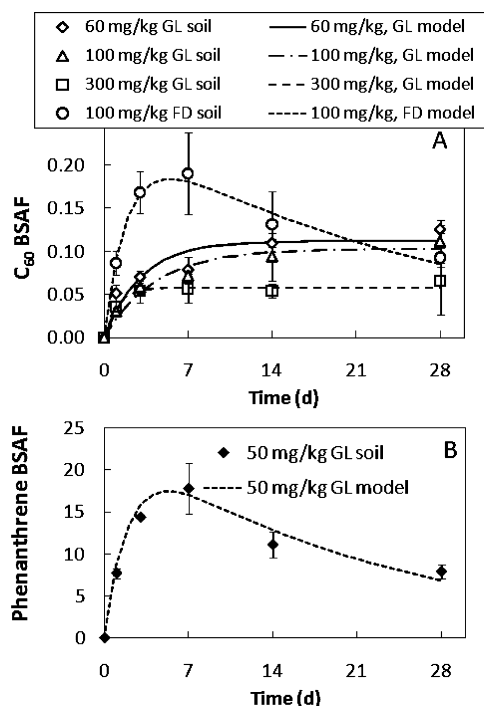 60 mg/kg GL soil
60 mg/kg, GL model
100 mg/kg GL soil
100 mg/kg, GL model
300 mg/kg GL soil
300 mg/kg, GL model
100 mg/kg FD soil
100 mg/kg, FD model
A
C60 BSAF
0.20
0.15
0.10
0.05
0.00
0 7 14 21 28
Time (d)
B
50 mg/kg GL soil
50 mg/kg GL model
Phenanthrene BSAF
25
20
15
10
5
0
0 7 14 21 28
Time (d)